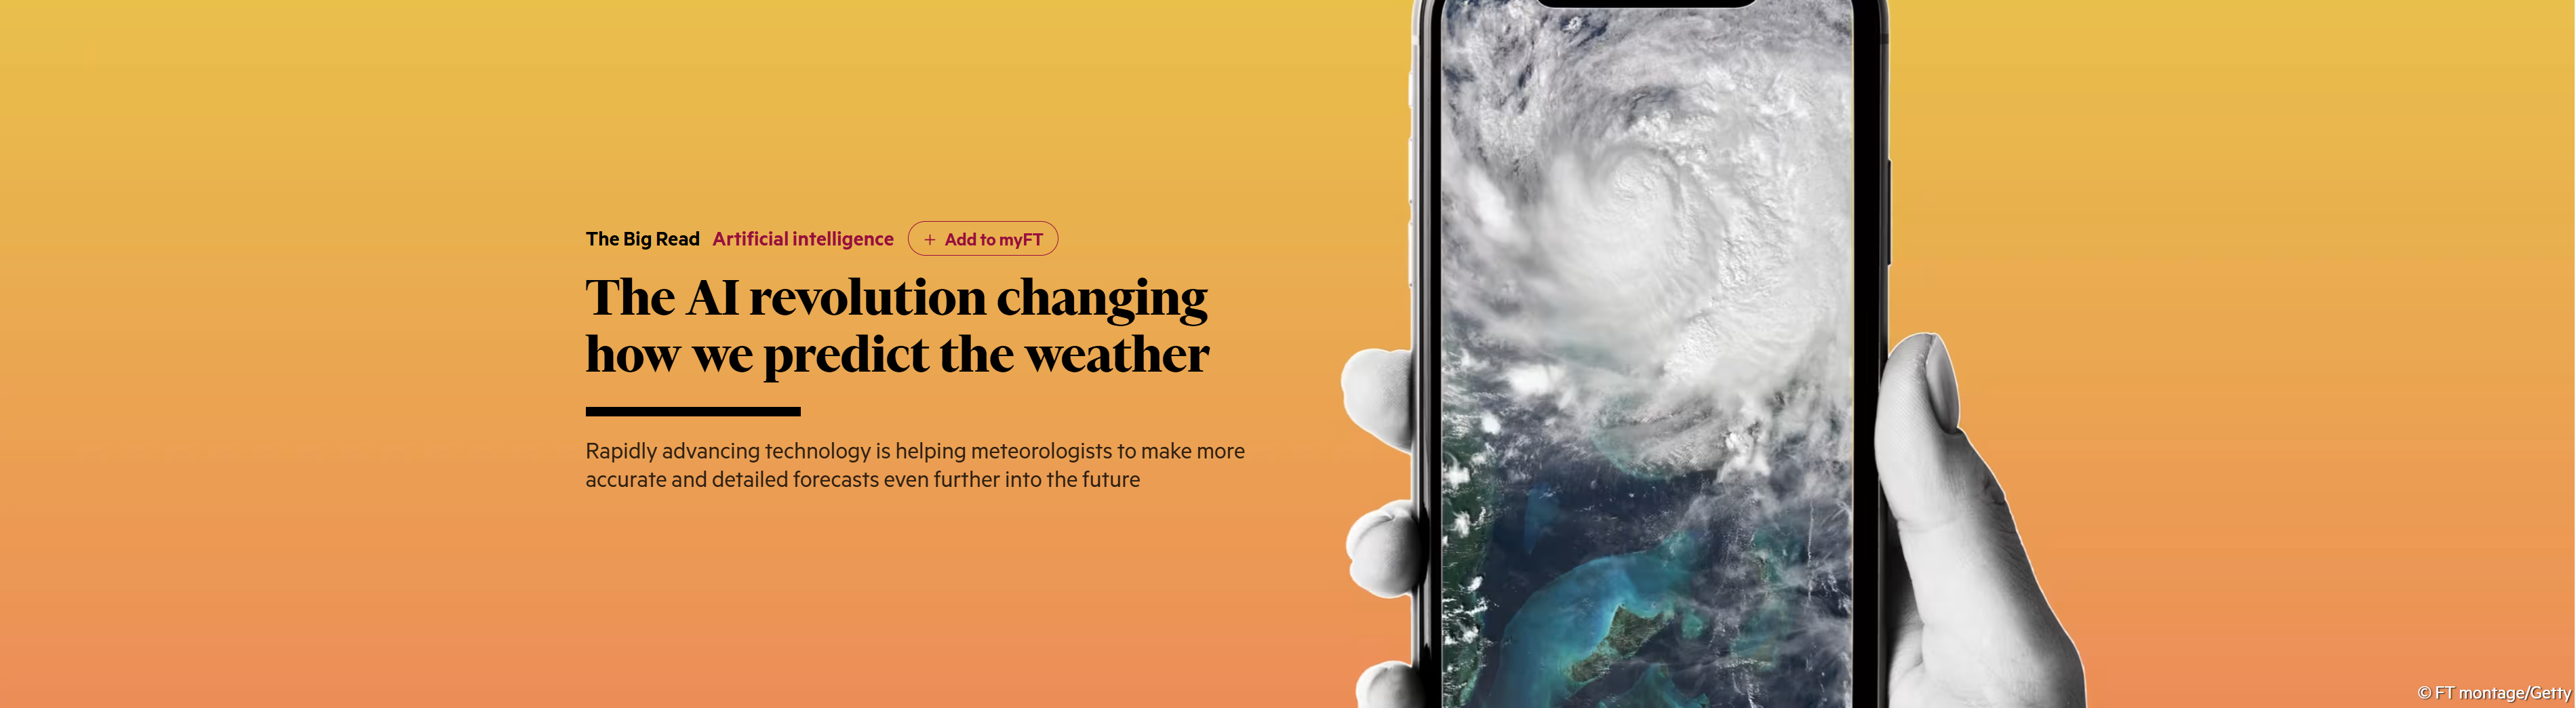 The Big Read Artificial intelligence + Add to myFT
The AI revolution changing
how we predict the weather
Rapidly advancing technology is helping meteorologists to make more
accurate and detailed forecasts even further into the future
© FT montage/Getty